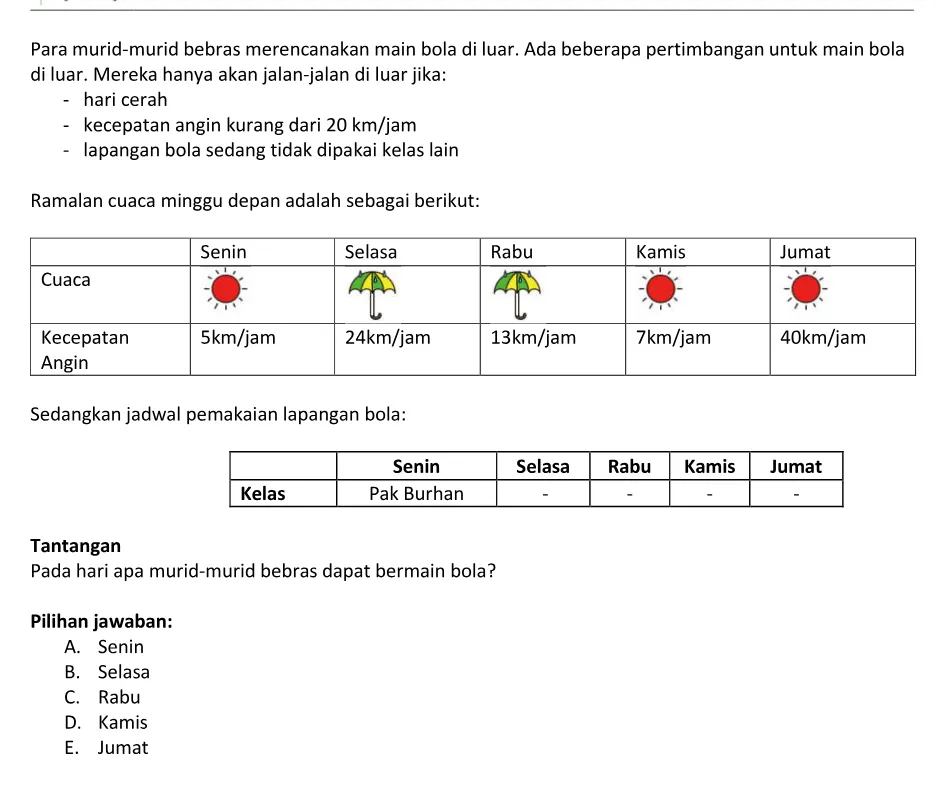 Para murid-murid bebras merencanakan main bola di luar. Ada beberapa pertimbangan untuk main bola
di luar. Mereka hanya akan jalan-jalan di luar jika:
- hari cerah
- kecepatan angin kurang dari 20 km/jam
- lapangan bola sedang tidak dipakai kelas lain
Ramalan cuaca minggu depan adalah sebagai berikut:
Senin Selasa Rabu Kamis Jumat
Cuaca
Kecepatan Angin 5km/jam 24km/jam 13km/jam 7km/jam 40km/jam
Sedangkan jadwal pemakaian lapangan bola:
Senin Selasa Rabu Kamis Jumat
Kelas Pak Burhan - - - -
Tantangan
Pada hari apa murid-murid bebras dapat bermain bola?
Pilihan jawaban:
A. Senin
B. Selasa
C. Rabu
D. Kamis
E. Jumat